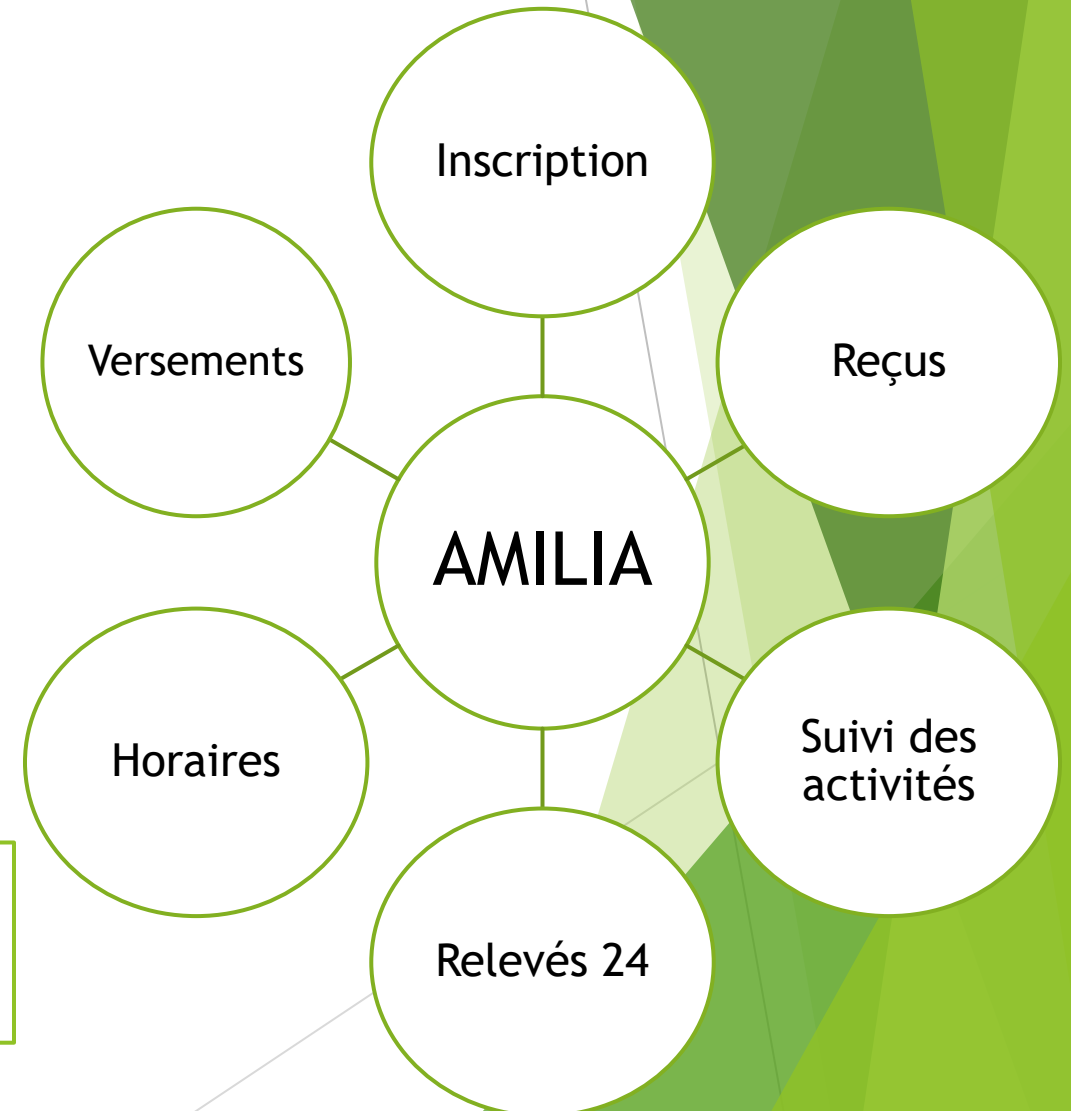 Inscription
Versements
Reçus
AMILIA
Horaires
Suivi des
activités
Relevés 24